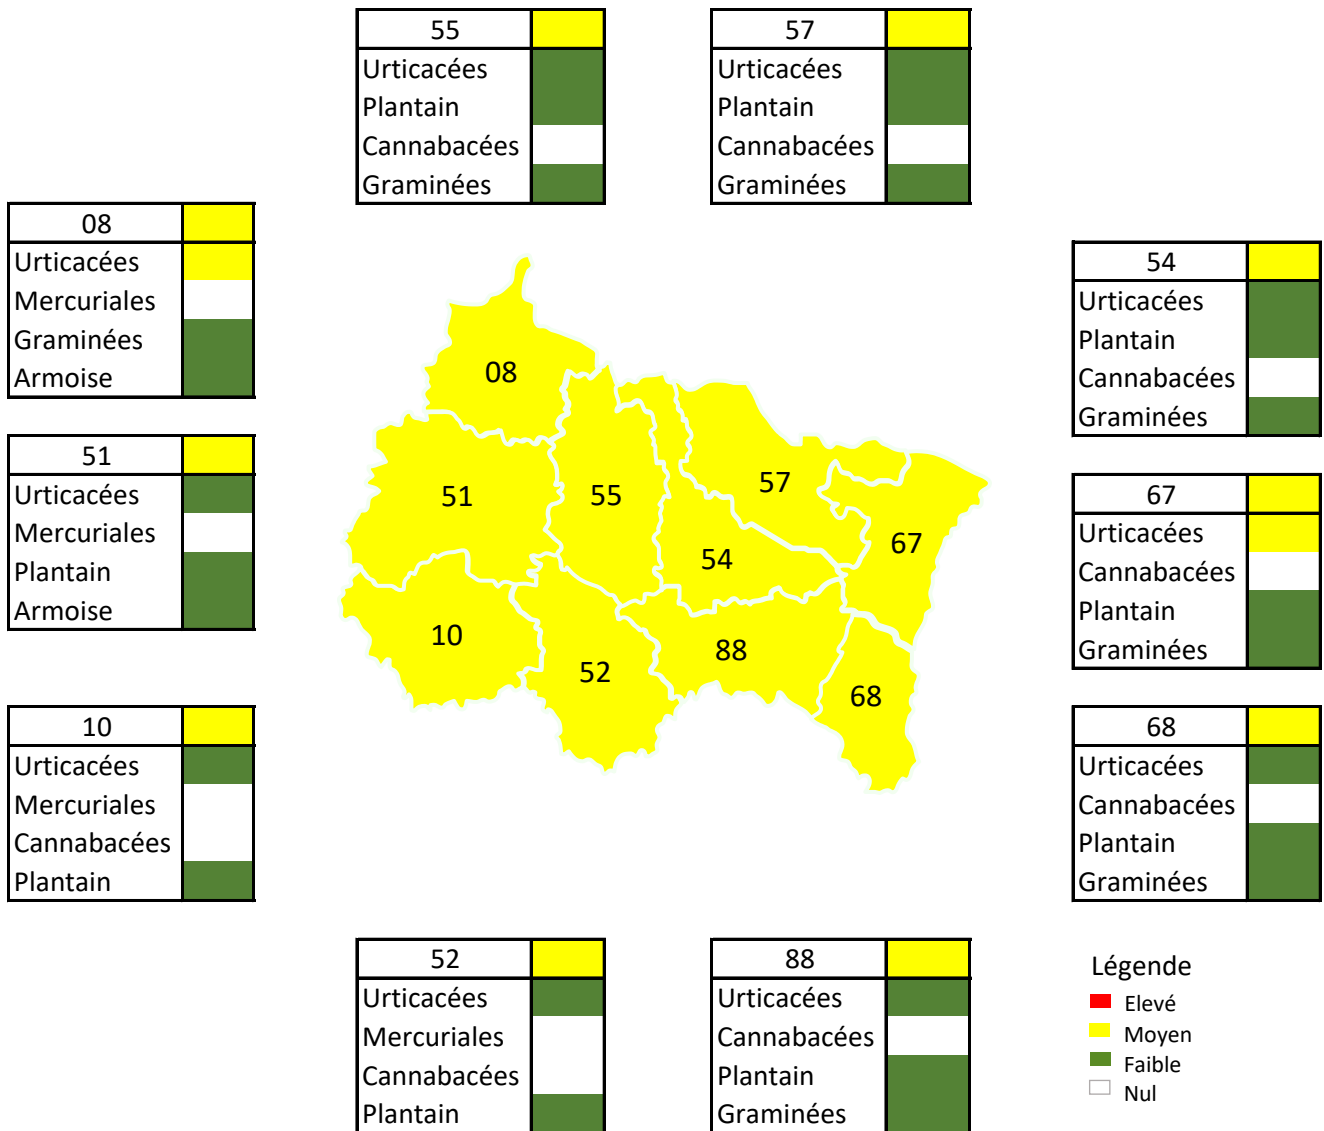 55
Urticacées
Plantain
Cannabacées
Graminées
57
Urticacées
Plantain
Cannabacées
Graminées
08
Urticacées
Mercuriales
Graminées
Armoise
54
Urticacées
Plantain
Cannabacées
Graminées
51
Urticacées
Mercuriales
Plantain
Armoise
67
Urticacées
Cannabacées
Plantain
Graminées
08
57
51
55
67
54
10
88
52
68
10
Urticacées
Mercuriales
Cannabacées
Plantain
68
Urticacées
Cannabacées
Plantain
Graminées
52
Urticacées
Mercuriales
Cannabacées
Plantain
88
Urticacées
Cannabacées
Plantain
Graminées
Légende
Elevé
Moyen
Faible
Nul